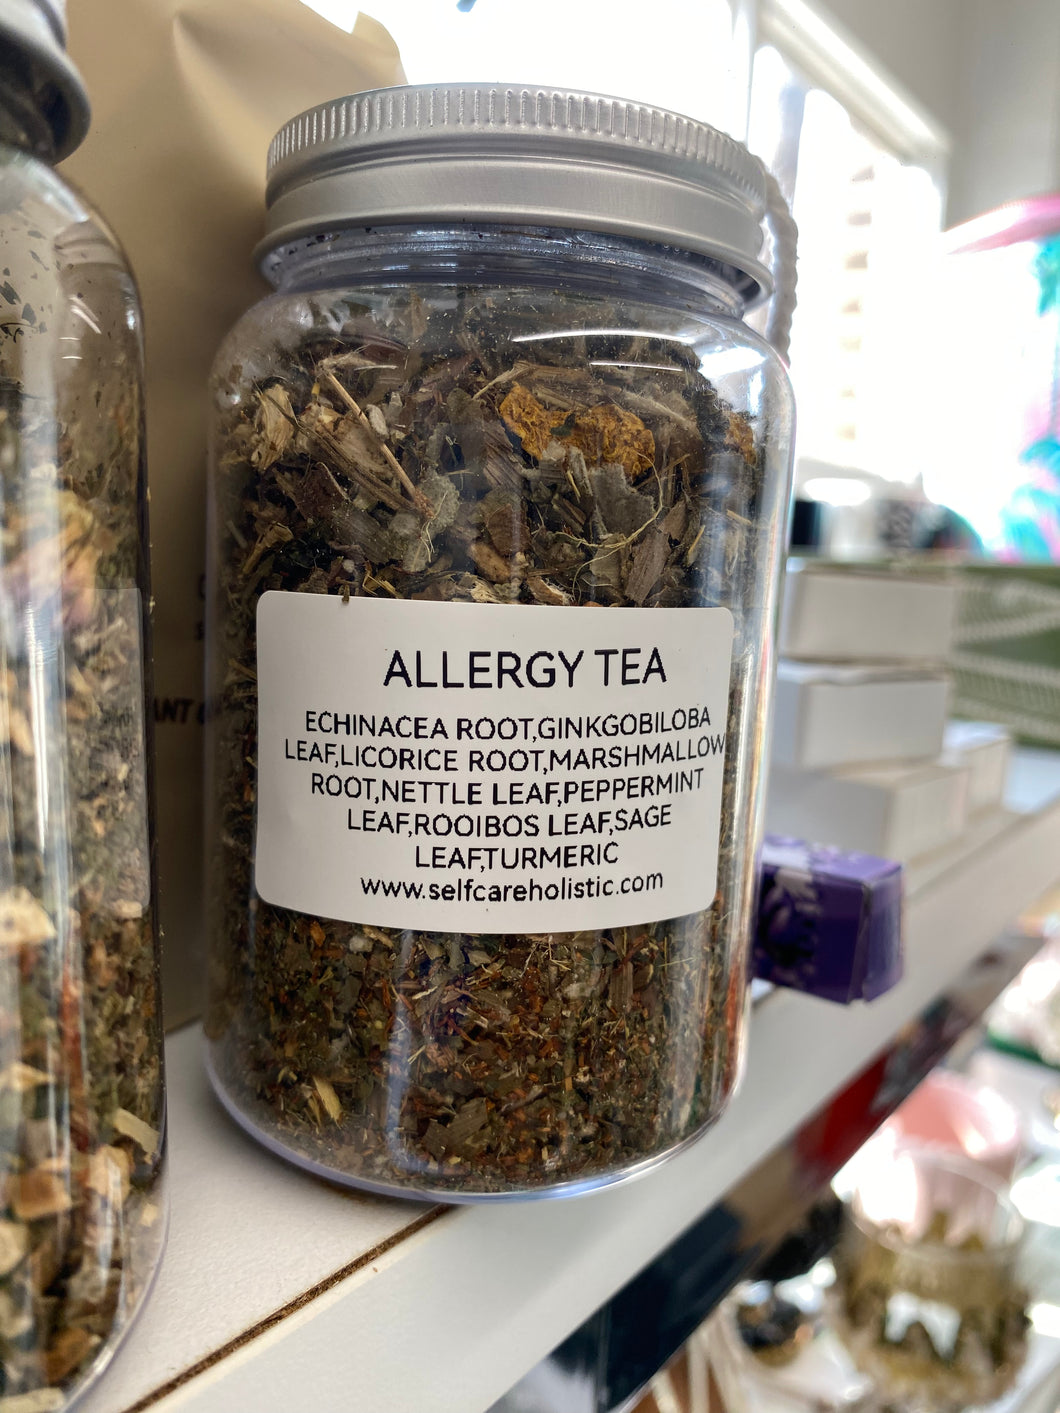 ALLERGY TEA
ECHINACEA ROOT,GINKGOBILOBA
LEAF,LICORICE ROOT,MARSHMALLOW
ROOT,NETTLE LEAF,PEPPERMINT
LEAF,ROOIBOS LEAF,SAGE
LEAF,TURMERIC
www.selfcareholistic.com